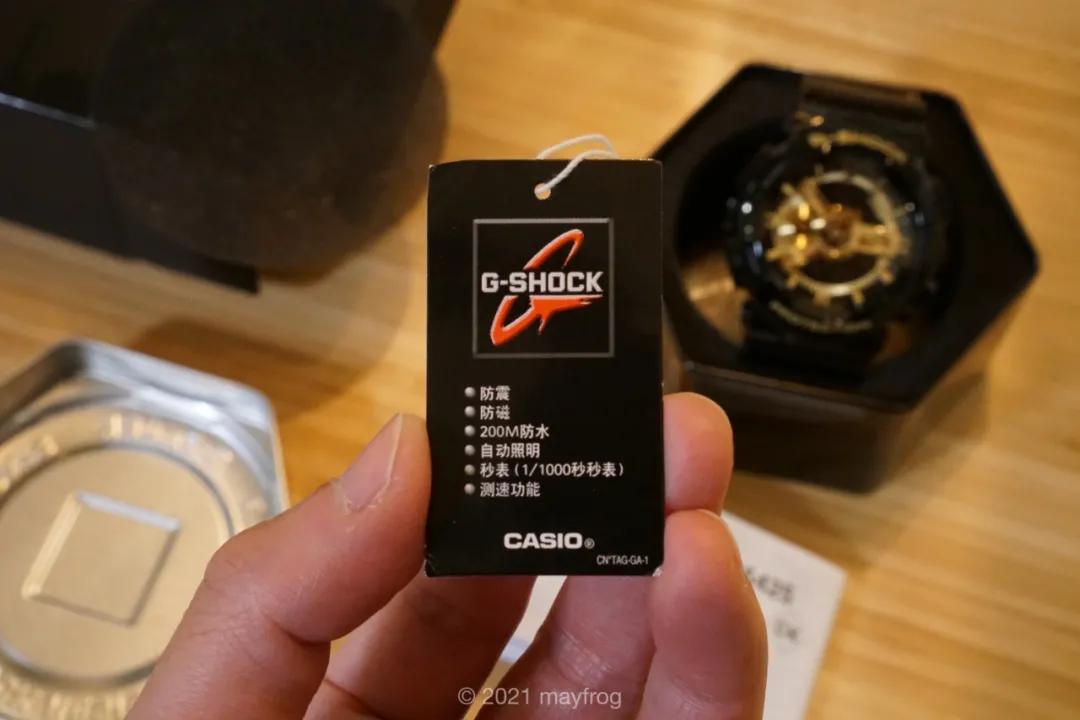 G-SHOCK
防震
防磁
200M防水
自动照明
秒表（1/1000秒秒表）
测速功能
CASIO®
CN'TAG-GA-1
© 2021 mayfrog